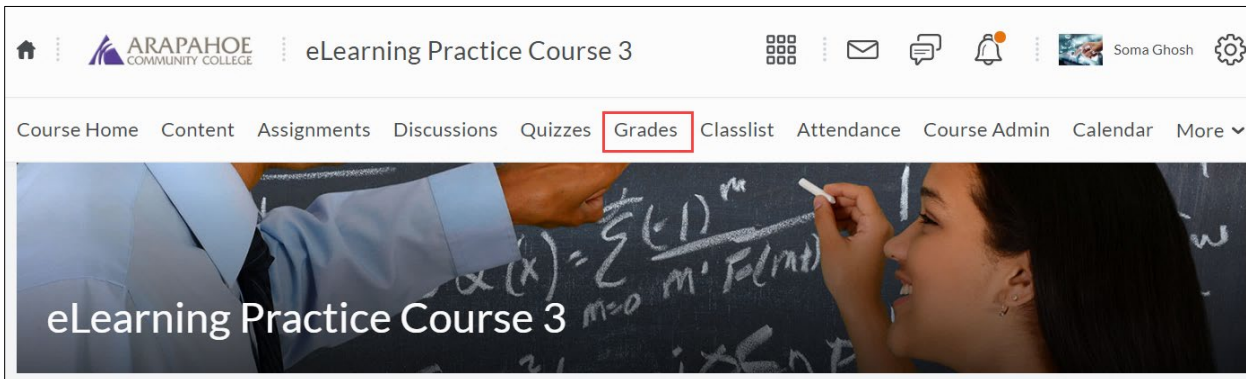 ARAPAHOE
COMMUNITY COLLEGE
eLearning Practice Course 3
Soma Ghosh
Course Home Content Assignments Discussions Quizzes Grades Classlist Attendance Course Admin Calendar More
eLearning Practice Course 3